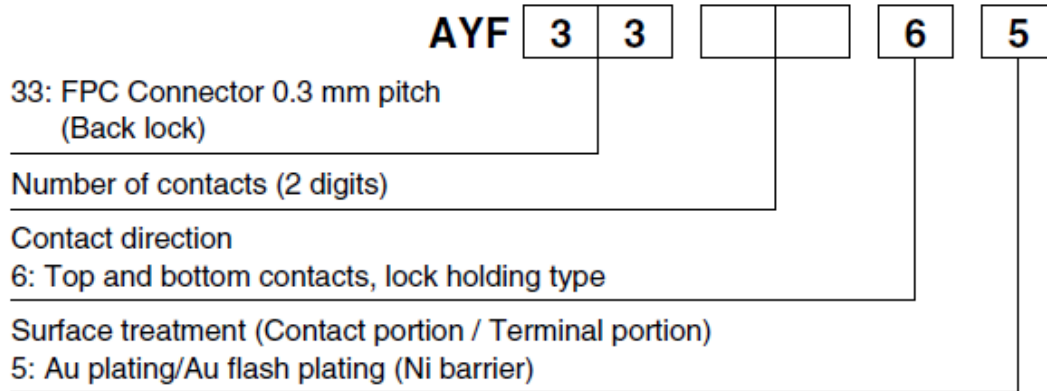 AYF 3 3 6 5
33: FPC Connector 0.3 mm pitch
(Back lock)
Number of contacts (2 digits)
Contact direction
6: Top and bottom contacts, lock holding type
Surface treatment (Contact portion / Terminal portion)
5: Au plating/Au flash plating (Ni barrier)